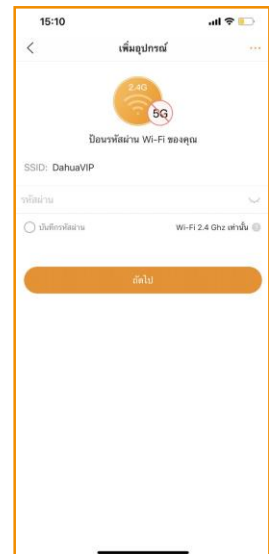 15:10
เพิ่มอุปกรณ์
2.4G
5G
ป้อนรหัสผ่าน Wi-Fi ของคุณ
SSID: DahuaVIP
รหัสผ่าน
บันทึกรหัสผ่าน Wi-Fi 2.4 Ghz เท่านั้น
ถัดไป